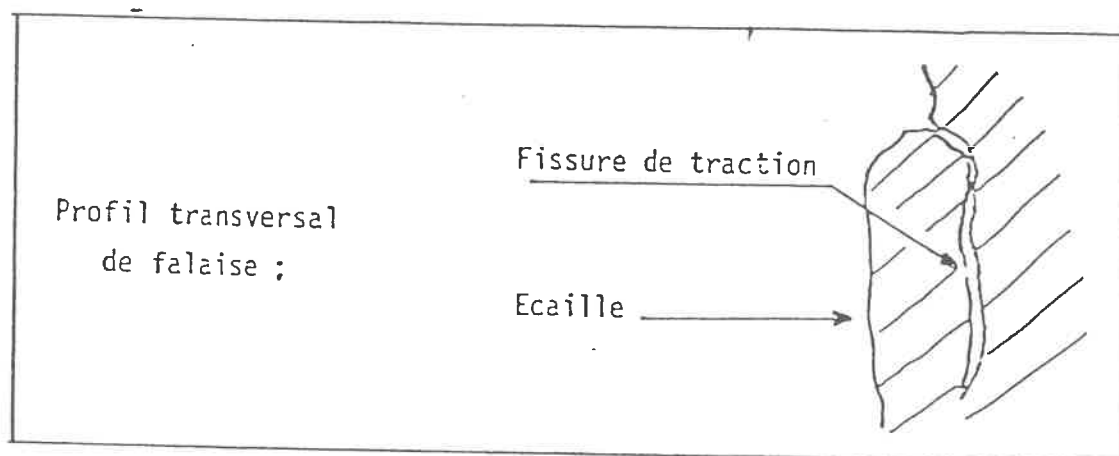 Fissure de traction
Profil transversal
de falaise ;
Ecaille